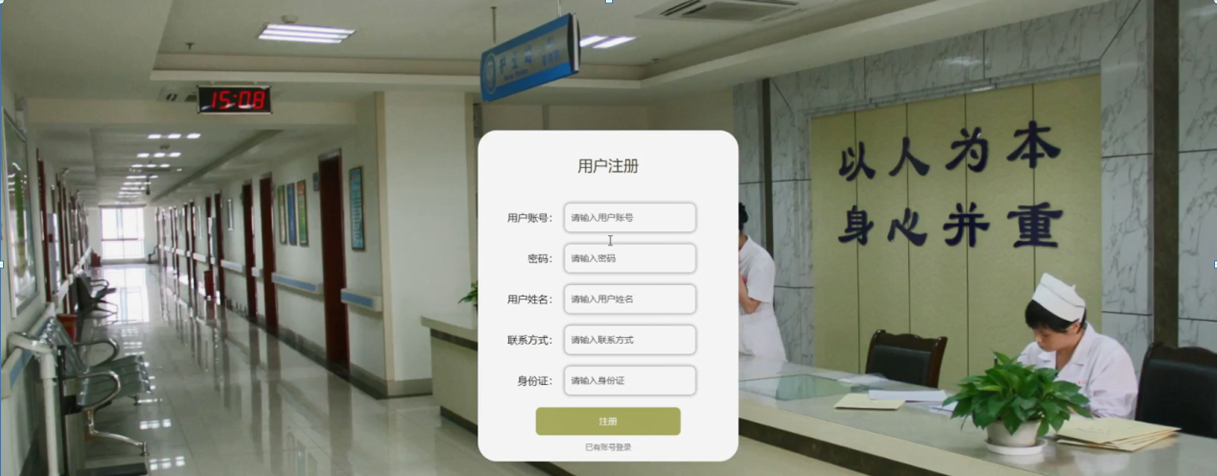 15:08
护士站
以人为本
身心并重
用户注册
用户账号： 请输入用户账号
密码： 请输入密码
用户姓名： 请输入用户姓名
联系方式： 请输入联系方式
身份证： 请输入身份证
注册
已有账号登录